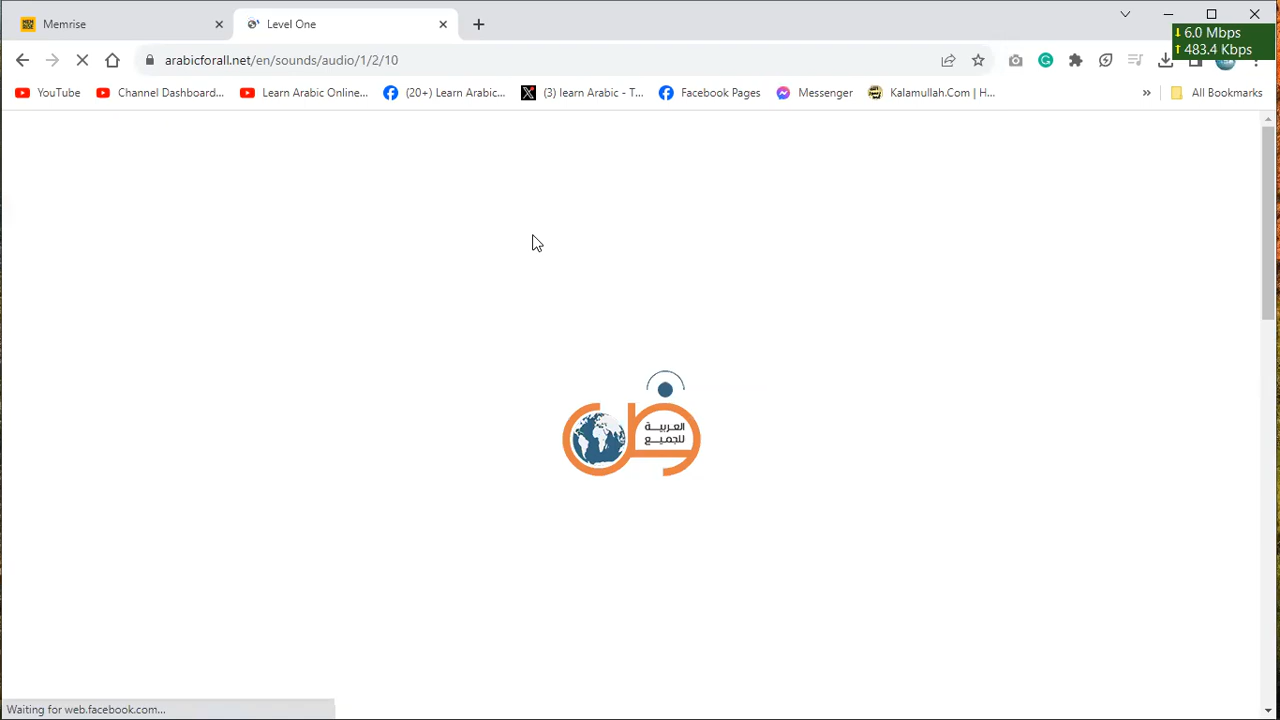 Memrise
Level One
6.0 Mbps
483.4 Kbps
arabicforall.net/en/sounds/audio/1/2/10
YouTube
Channel Dashboard...
Learn Arabic Online...
(20+) Learn Arabic...
(3) learn Arabic - T...
Facebook Pages
Messenger
Kalamullah.Com | H...
»
All Bookmarks
العربية
للجميع
Waiting for web.facebook.com...